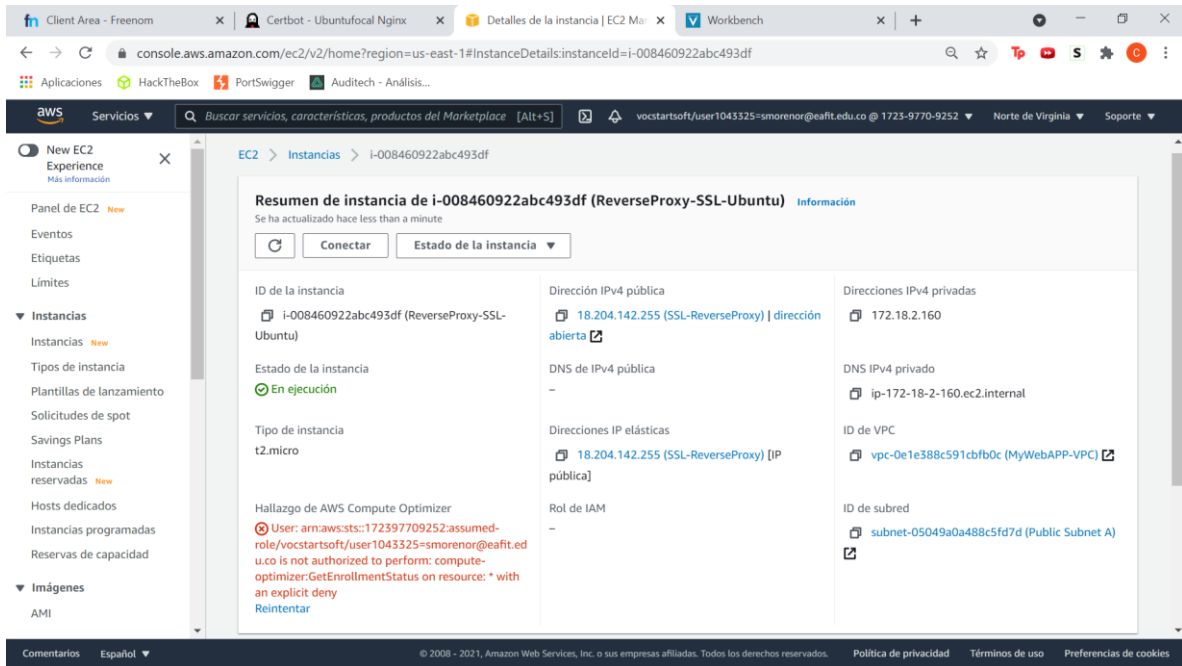 Client Area - Freenom
Certbot - Ubuntufocal Nginx
Detalles de la instancia | EC2 Mar
Workbench
console.aws.amazon.com/ec2/v2/home?region=us-east-1#InstanceDetails:instanceId=i-008460922abc493df
Aplicaciones
HackTheBox
PortSwigger
Auditech - Análisis...
aws
Servicios
Buscar servicios, características, productos del Marketplace [Alt+S]
vocstartsoft/user1043325=smorenor@eafit.edu.co @ 1723-9770-9252
Norte de Virginia
Soporte
New EC2
Experience
Más información
Panel de EC2 New
Eventos
Etiquetas
Límites
Instancias
Instancias New
Tipos de instancia
Plantillas de lanzamiento
Solicitudes de spot
Savings Plans
Instancias
reservadas New
Hosts dedicados
Instancias programadas
Reservas de capacidad
Imágenes
AMI
EC2 > Instancias > i-008460922abc493df
Resumen de instancia de i-008460922abc493df (ReverseProxy-SSL-Ubuntu) Información
Se ha actualizado hace less than a minute
Conectar
Estado de la instancia
ID de la instancia
i-008460922abc493df (ReverseProxy-SSL-
Ubuntu)
Dirección IPv4 pública
18.204.142.255 (SSL-ReverseProxy) | dirección
abierta
Direcciones IPv4 privadas
172.18.2.160
Estado de la instancia
En ejecución
DNS de IPv4 pública
–
DNS IPv4 privado
ip-172-18-2-160.ec2.internal
Tipo de instancia
t2.micro
Direcciones IP elásticas
18.204.142.255 (SSL-ReverseProxy) [IP
pública]
ID de VPC
vpc-0e1e388c591cbfb0c (MyWebAPP-VPC)
Hallazgo de AWS Compute Optimizer
User: arn:aws:sts::172397709252:assumed-
role/vocstartsoft/user1043325=smorenor@eafit.ed
u.co is not authorized to perform: compute-
optimizer:GetEnrollmentStatus on resource: * with
an explicit deny
Reintentar
Rol de IAM
–
ID de subred
subnet-05049a0a488c5fd7d (Public Subnet A)
Comentarios
Español
© 2008 - 2021, Amazon Web Services, Inc. o sus empresas afiliadas. Todos los derechos reservados.
Política de privacidad
Términos de uso
Preferencias de cookies